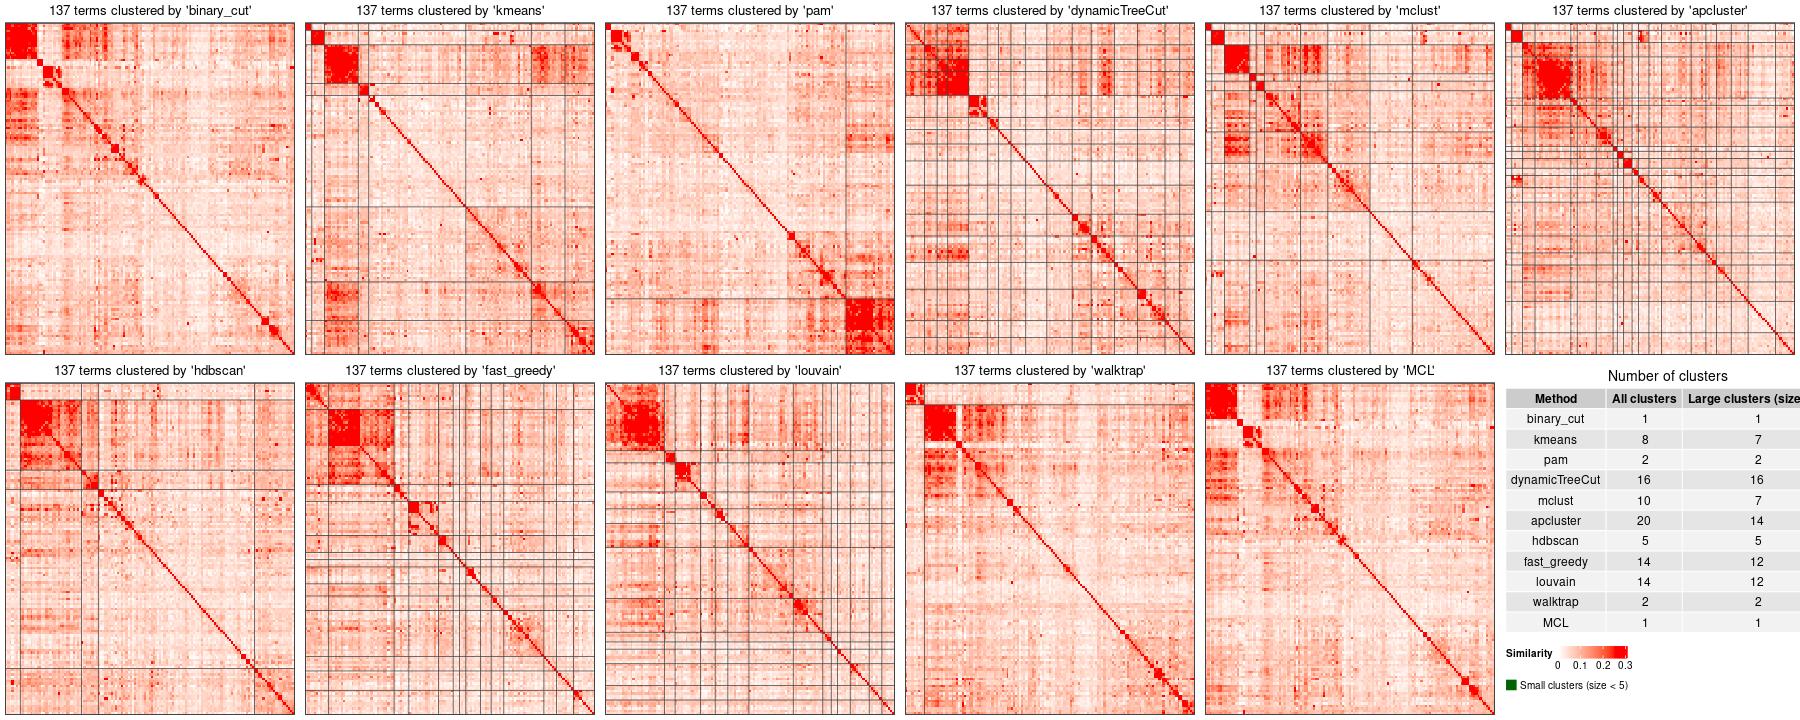 137 terms clustered by 'binary_cut'
137 terms clustered by 'kmeans'
137 terms clustered by 'pam'
137 terms clustered by 'dynamicTreeCut'
137 terms clustered by 'mclust'
137 terms clustered by 'apcluster'
137 terms clustered by 'hdbscan'
137 terms clustered by 'fast_greedy'
137 terms clustered by 'louvain'
137 terms clustered by 'walktrap'
137 terms clustered by 'MCL'
Number of clusters
Method All clusters Large clusters (size
binary_cut 1 1
kmeans 8 7
pam 2 2
dynamicTreeCut 16 16
mclust 10 7
apcluster 20 14
hdbscan 5 5
fast_greedy 14 12
louvain 14 12
walktrap 2 2
MCL 1 1
Similarity
0 0.1 0.2 0.3
Small clusters (size < 5)